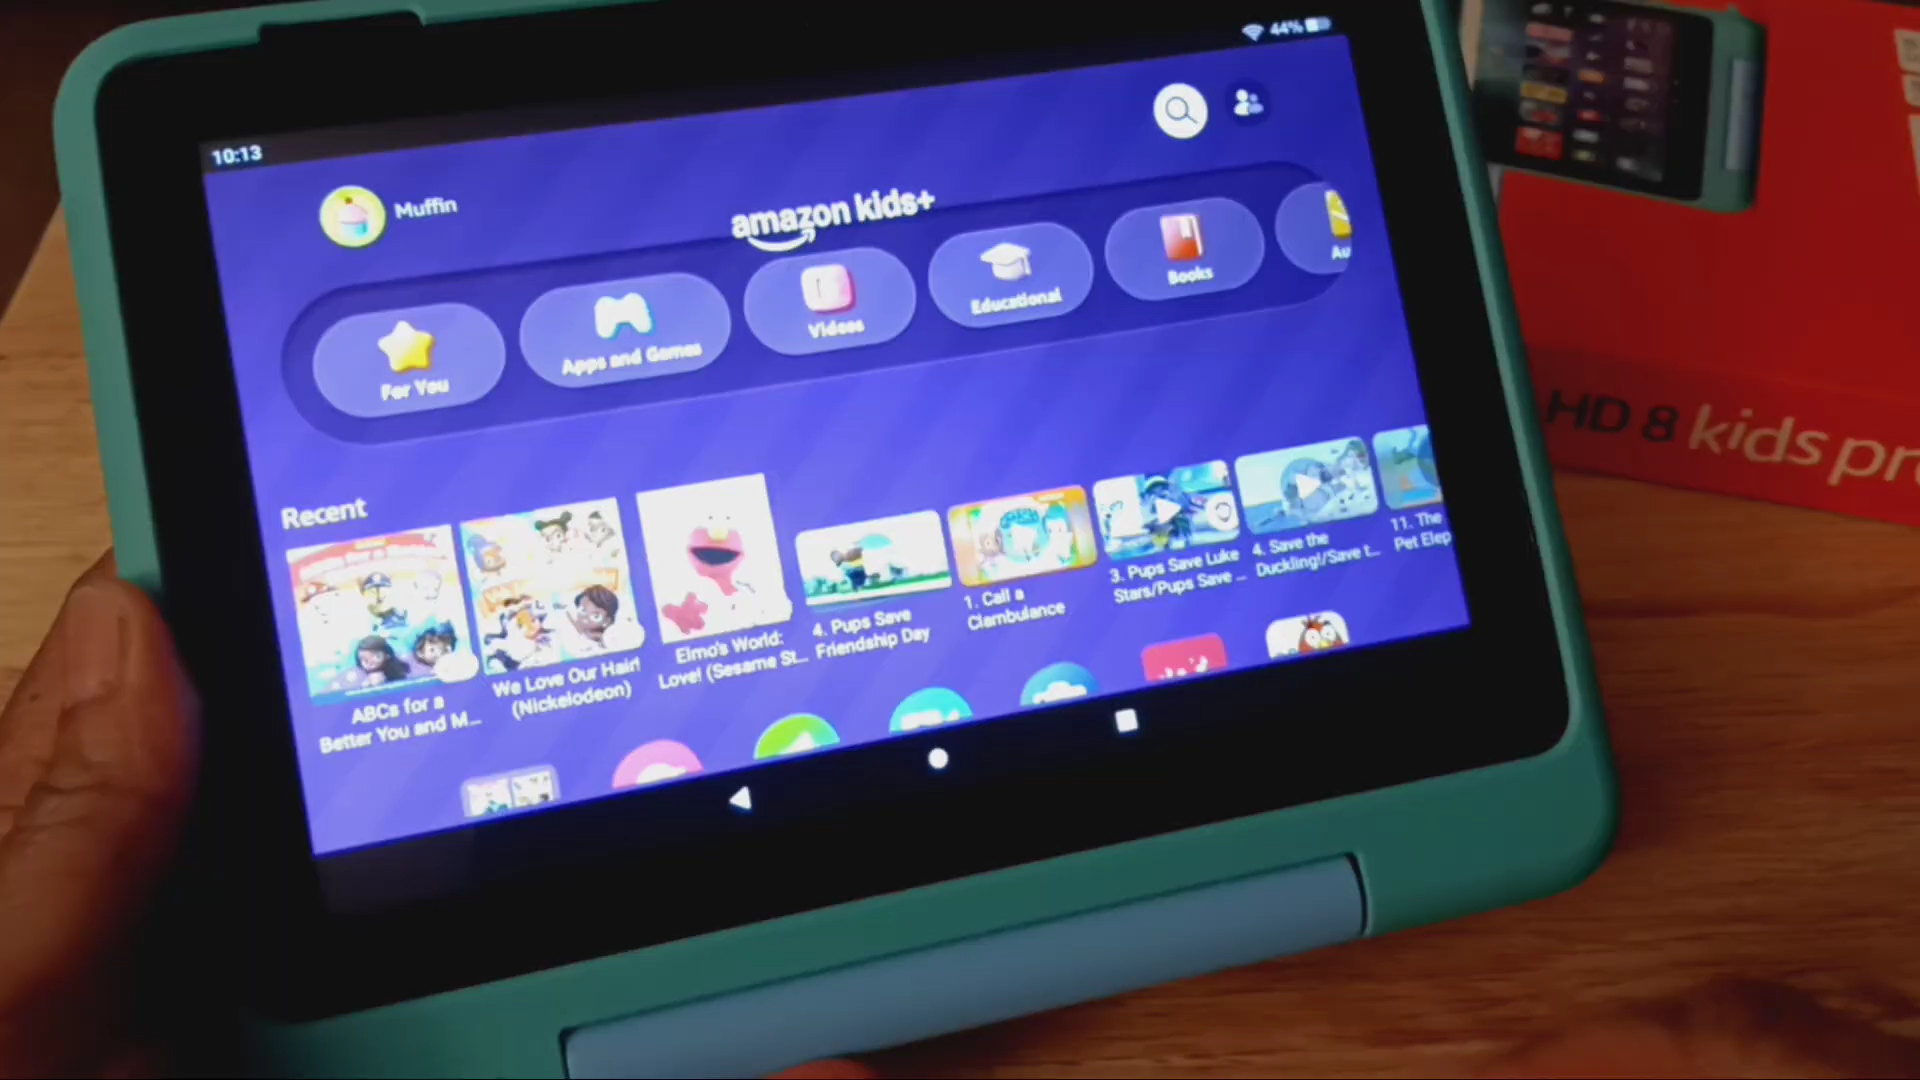 10:13
44%
Muffin
amazon kids+
For You
Apps and Games
Videos
Educational
Books
Au
Recent
ABCs for a
Better You and M...
We Love Our Hair!
(Nickelodeon)
Elmo's World:
Love! (Sesame St...
4. Pups Save
Friendship Day
1. Call a
Clambulance
3. Pups Save Luke
Stars/Pups Save ...
4. Save the
Duckling!/Save t...
11. The
Pet Elep
HD 8 kids pr